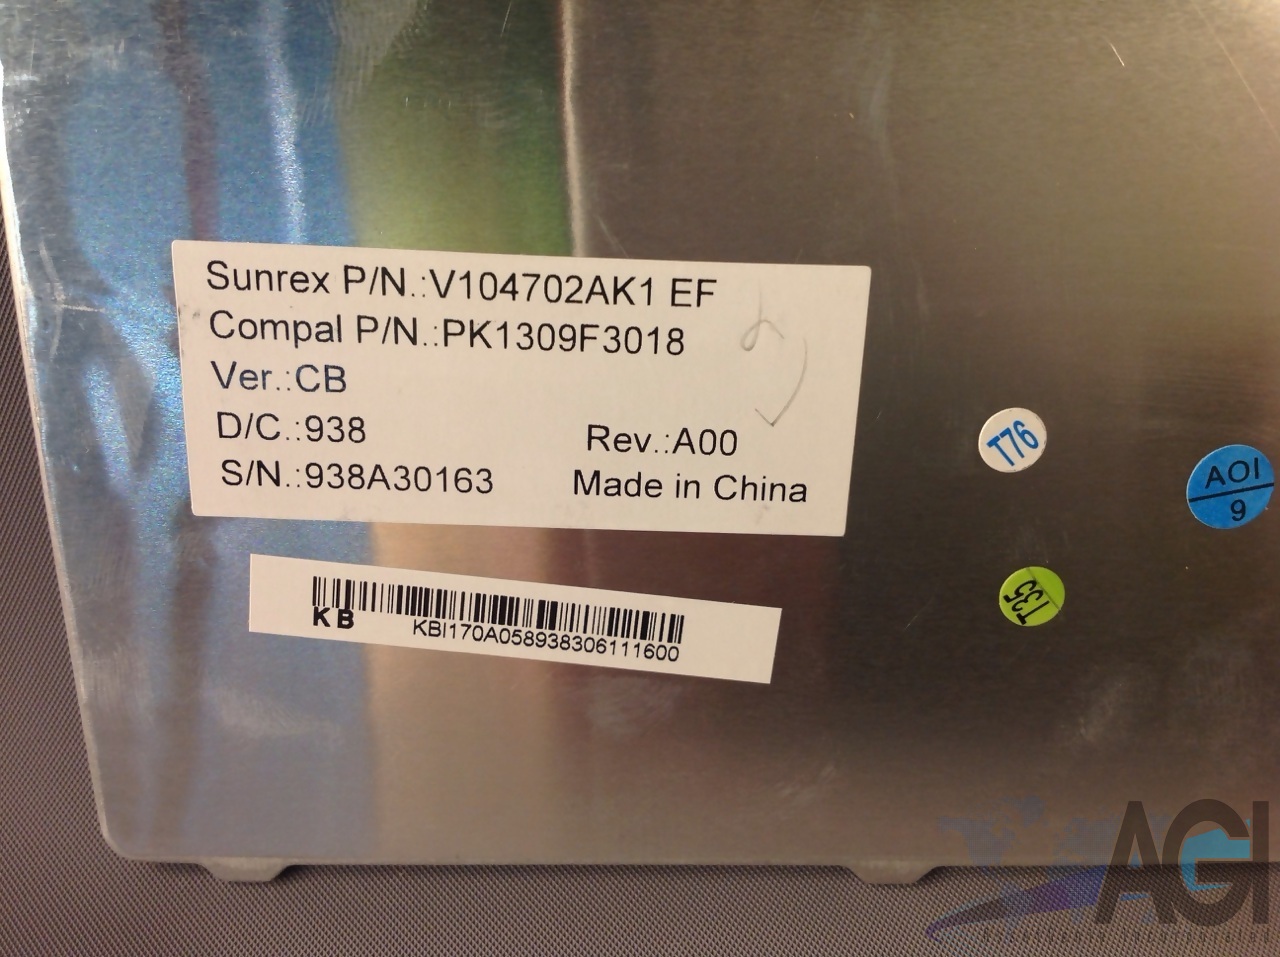 Sunrex P/N.:V104702AK1 EF
Compal P/N.:PK1309F3018
Ver.:CB
D/C.:938
Rev.:A00
S/N.:938A30163
Made in China
T76
AOI
9
T35
KB
KBI170A058938306111600
AGI